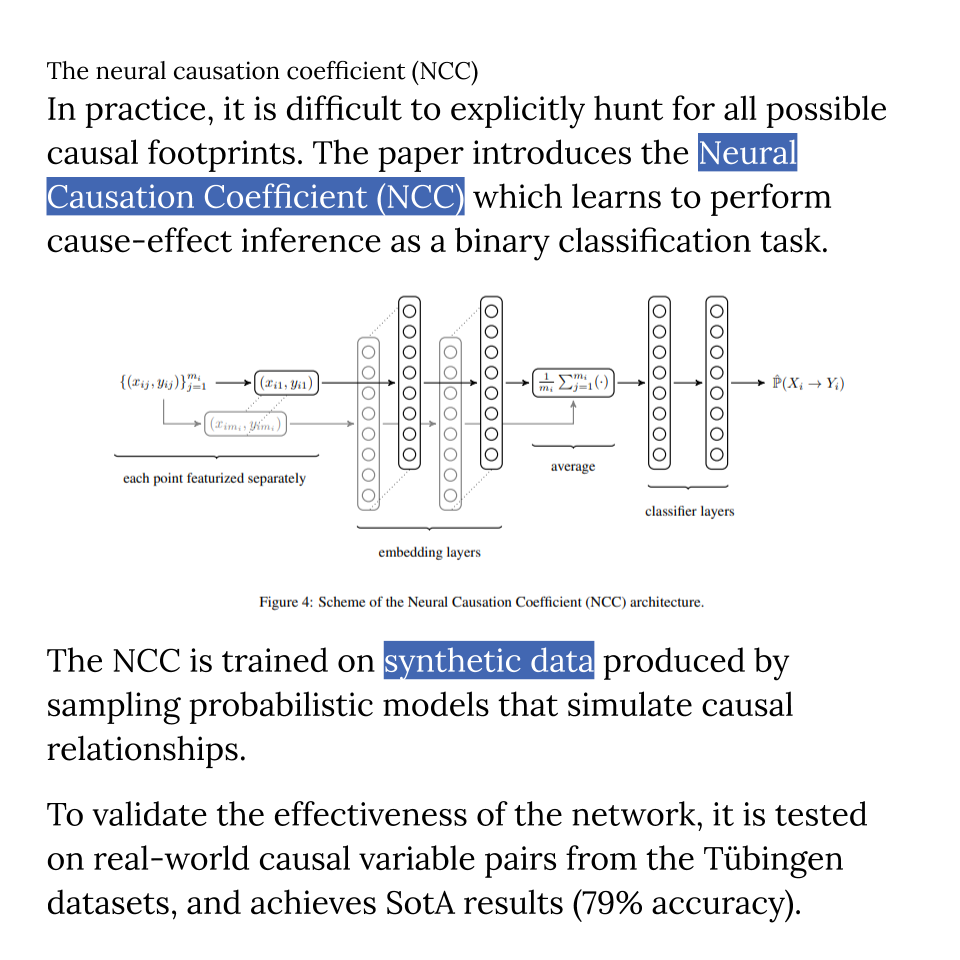 The neural causation coefficient (NCC)
In practice, it is difficult to explicitly hunt for all possible
causal footprints. The paper introduces the Neural
Causation Coefficient (NCC) which learns to perform
cause-effect inference as a binary classification task.
{(x_{ij}, y_{ij})}_{j=1}^{m_i}
(x_{i1}, y_{i1})
(x_{im_i}, y_{im_i})
\frac{1}{m_i} \sum_{j=1}^{m_i} (·)
P̂(X_i → Y_i)
each point featurized separately
average
classifier layers
embedding layers
Figure 4: Scheme of the Neural Causation Coefficient (NCC) architecture.
The NCC is trained on synthetic data produced by
sampling probabilistic models that simulate causal
relationships.
To validate the effectiveness of the network, it is tested
on real-world causal variable pairs from the Tübingen
datasets, and achieves SotA results (79% accuracy).